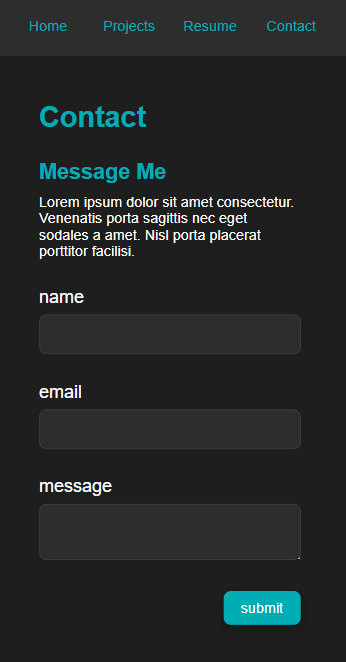 Home Projects Resume Contact
Contact
Message Me
Lorem ipsum dolor sit amet consectetur.
Venenatis porta sagittis nec eget
sodales a amet. Nisl porta placerat
porttitor facilisi.
name
email
message
submit